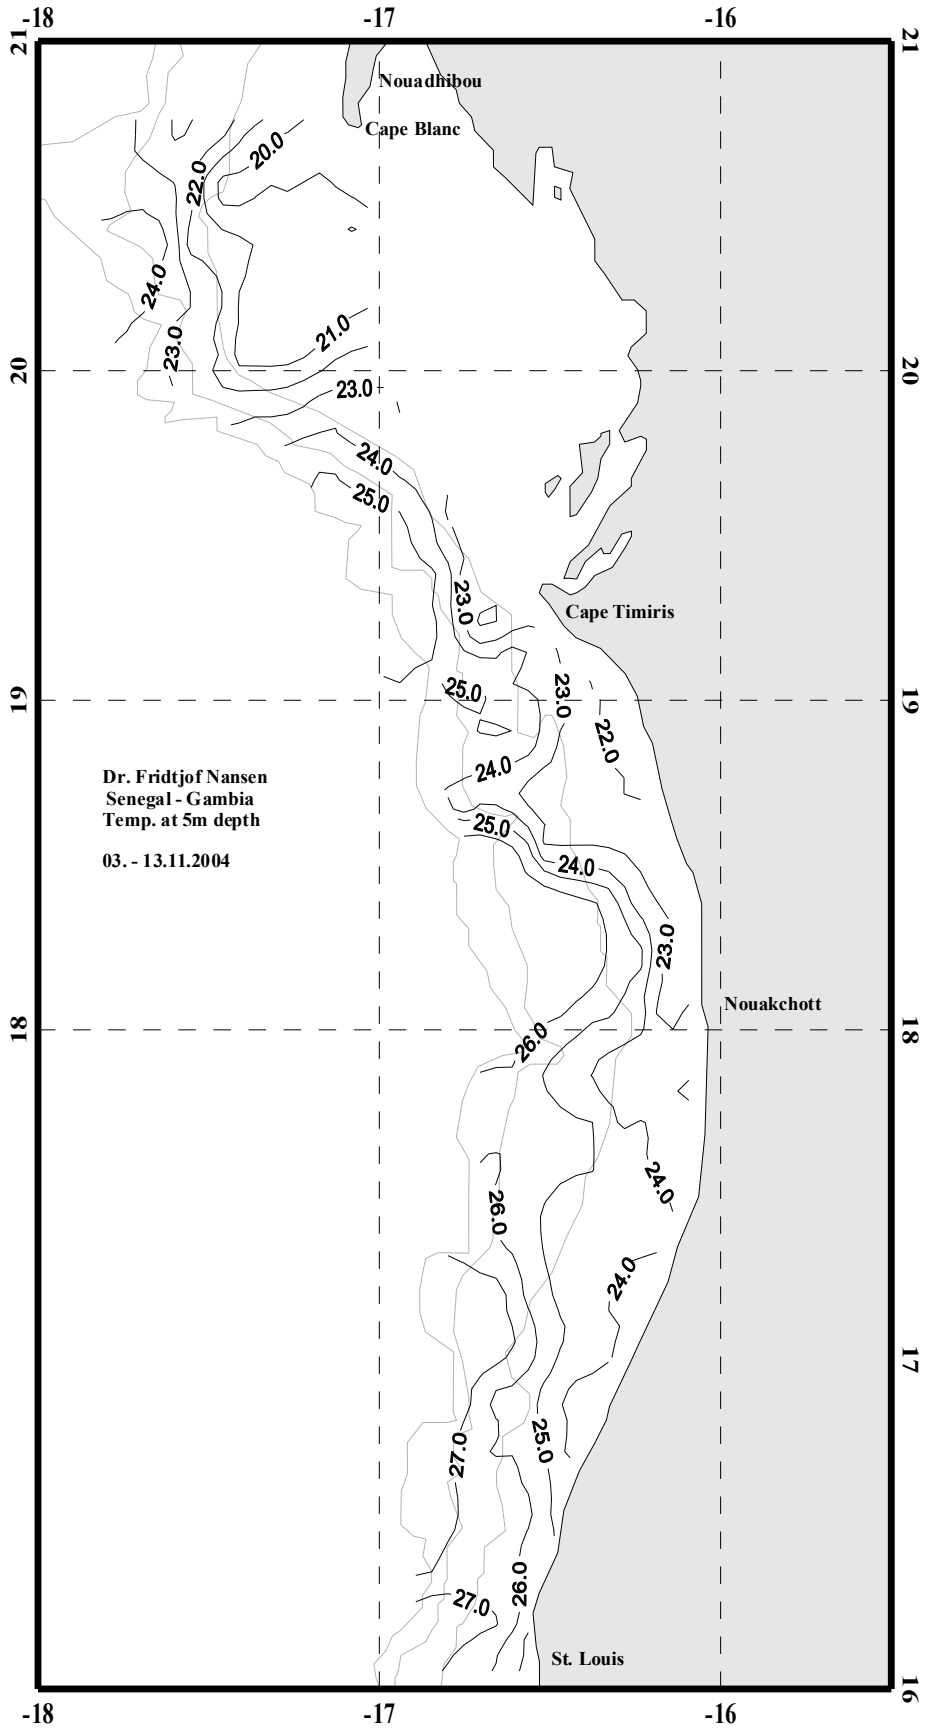 -18 -17 -16
21 21
Nouadhibou
Cape Blanc
20.0
22.0
24.0
21.0
23.0
20 20
23.0
24.0
25.0
23.0
Cape Timiris
25.0
23.0
19 19
22.0
24.0
Dr. Fridtjof Nansen
Senegal - Gambia
Temp. at 5m depth
03. - 13.11.2004
25.0
24.0
23.0
Nouakchott
18 18
26.0
24.0
26.0
24.0
17 17
25.0
27.0
26.0
27.0
St. Louis
16 16
-18 -17 -16